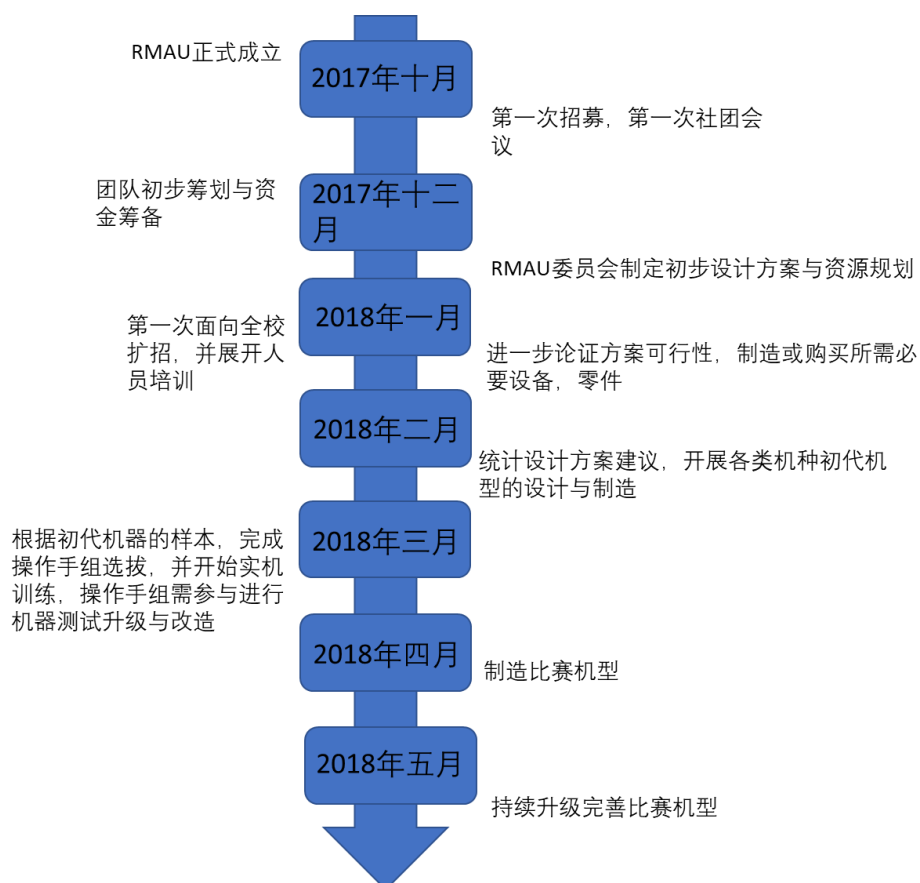 RMAU正式成立
2017年十月
第一次招募，第一次社团会
议
团队初步筹划与资
金筹备
2017年十二
月
RMAU委员会制定初步设计方案与资源规划
2018年一月
第一次面向全校
扩招，并展开人
员培训
进一步论证方案可行性，制造或购买所需必
要设备，零件
2018年二月
统计设计方案建议，开展各类机种初代机
型的设计与制造
2018年三月
根据初代机器的样本，完成
操作手组选拔，并开始实机
训练，操作手组需参与进行
机器测试升级与改造
2018年四月
制造比赛机型
2018年五月
持续升级完善比赛机型